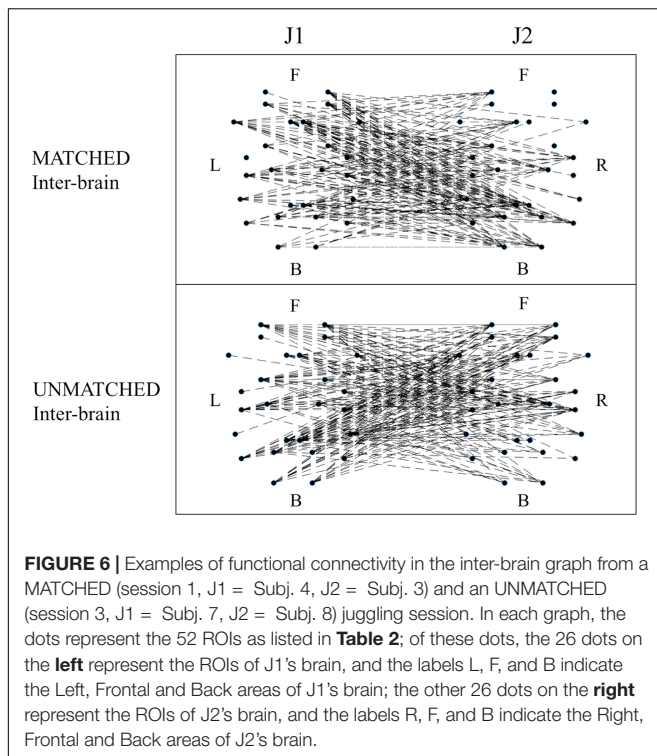 J1 J2
F F
MATCHED
Inter-brain
L R
B B
F F
UNMATCHED
Inter-brain
L R
B B
FIGURE 6 | Examples of functional connectivity in the inter-brain graph from a
MATCHED (session 1, J1 = Subj. 4, J2 = Subj. 3) and an UNMATCHED
(session 3, J1 = Subj. 7, J2 = Subj. 8) juggling session. In each graph, the
dots represent the 52 ROIs as listed in Table 2; of these dots, the 26 dots on
the left represent the ROIs of J1's brain, and the labels L, F, and B indicate
the Left, Frontal and Back areas of J1's brain; the other 26 dots on the right
represent the ROIs of J2's brain, and the labels R, F, and B indicate the Right,
Frontal and Back areas of J2's brain.